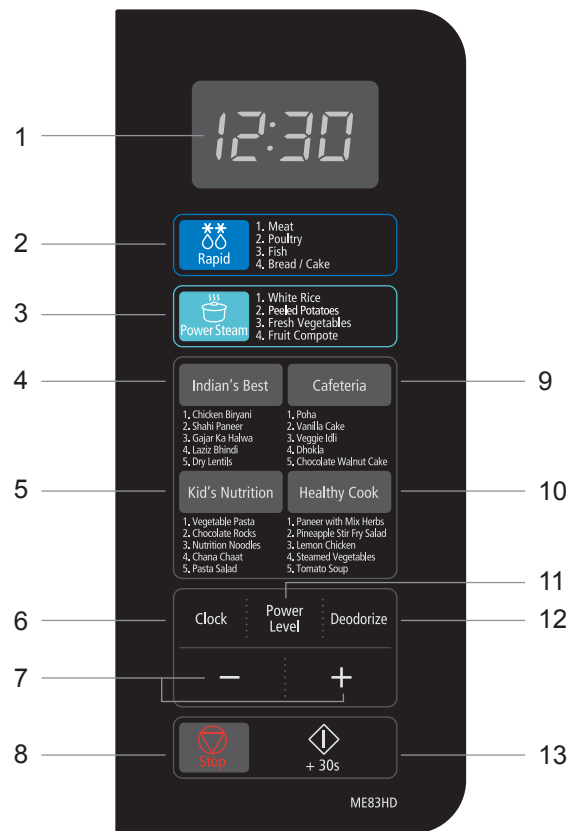 1
12:30
2
Rapid
1. Meat
2. Poultry
3. Fish
4. Bread / Cake
3
Power Steam
1. White Rice
2. Peeled Potatoes
3. Fresh Vegetables
4. Fruit Compote
4
Indian's Best
1. Chicken Biryani
2. Shahi Paneer
3. Gajar Ka Halwa
4. Laziz Bhindi
5. Dry Lentils
Cafeteria
9
1. Poha
2. Vanilla Cake
3. Veggie Idli
4. Dhokla
5. Chocolate Walnut Cake
5
Kid's Nutrition
1. Vegetable Pasta
2. Chocolate Rocks
3. Nutrition Noodles
4. Chana Chaat
5. Pasta Salad
Healthy Cook
10
1. Paneer with Mix Herbs
2. Pineapple Stir Fry Salad
3. Lemon Chicken
4. Steamed Vegetables
5. Tomato Soup
11
6
Clock
Power
Level
Deodorize
12
7
−
+
8
Stop
+ 30s
13
ME83HD